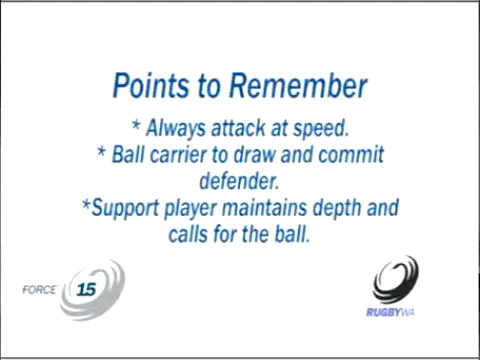 Points to Remember
* Always attack at speed.
* Ball carrier to draw and commit
defender.
*Support player maintains depth and
calls for the ball.
FORCE 15
RUGBYWA